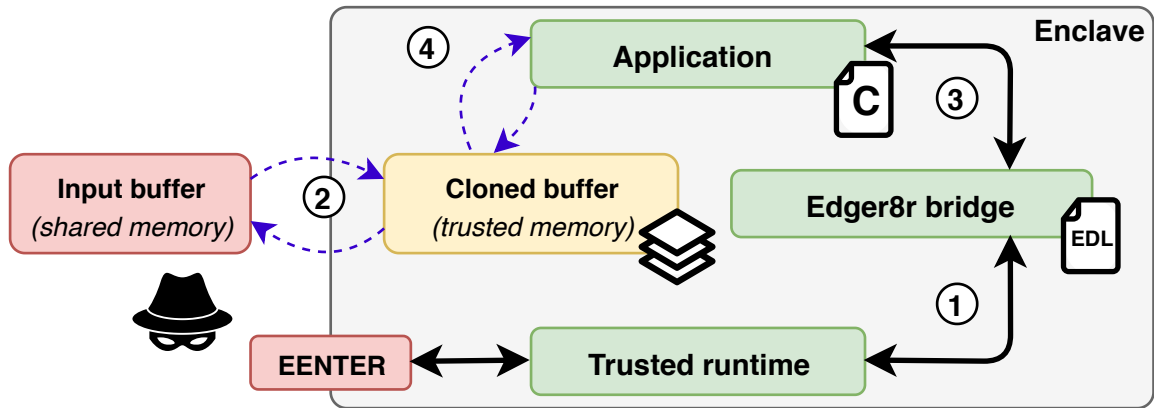 Enclave
4
Application
C
3
Input buffer
(shared memory)
2
Cloned buffer
(trusted memory)
Edger8r bridge
EDL
1
EENTER
Trusted runtime